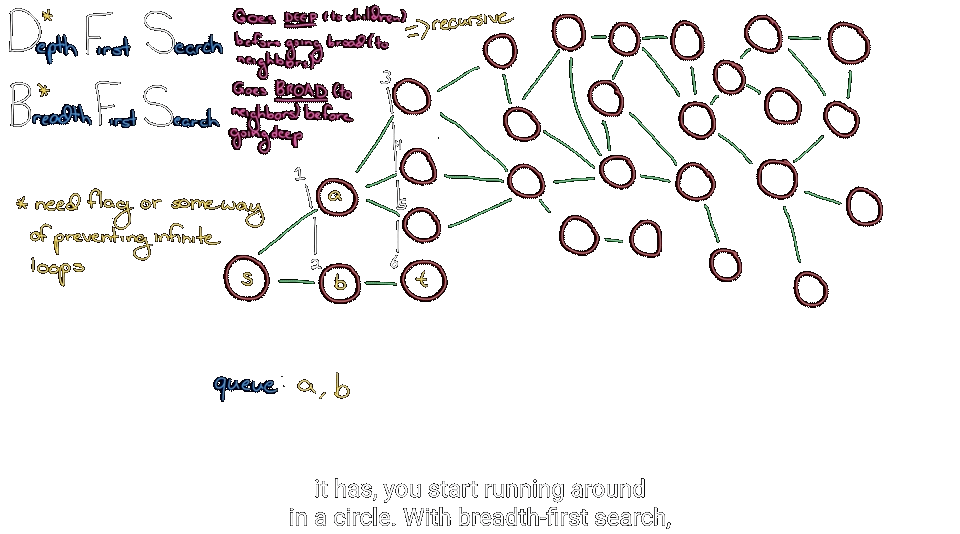 Depth* First Search
Goes DEEP (to children)
before going broad (to
neighbors)
=> recursive
Breadth* First Search
Goes BROAD (to
neighbors) before
going deep
* need flag or some way
of preventing infinite
loops
3
4
1
a
5
2
6
s
b
t
queue: a, b
it has, you start running around
in a circle. With breadth-first search,